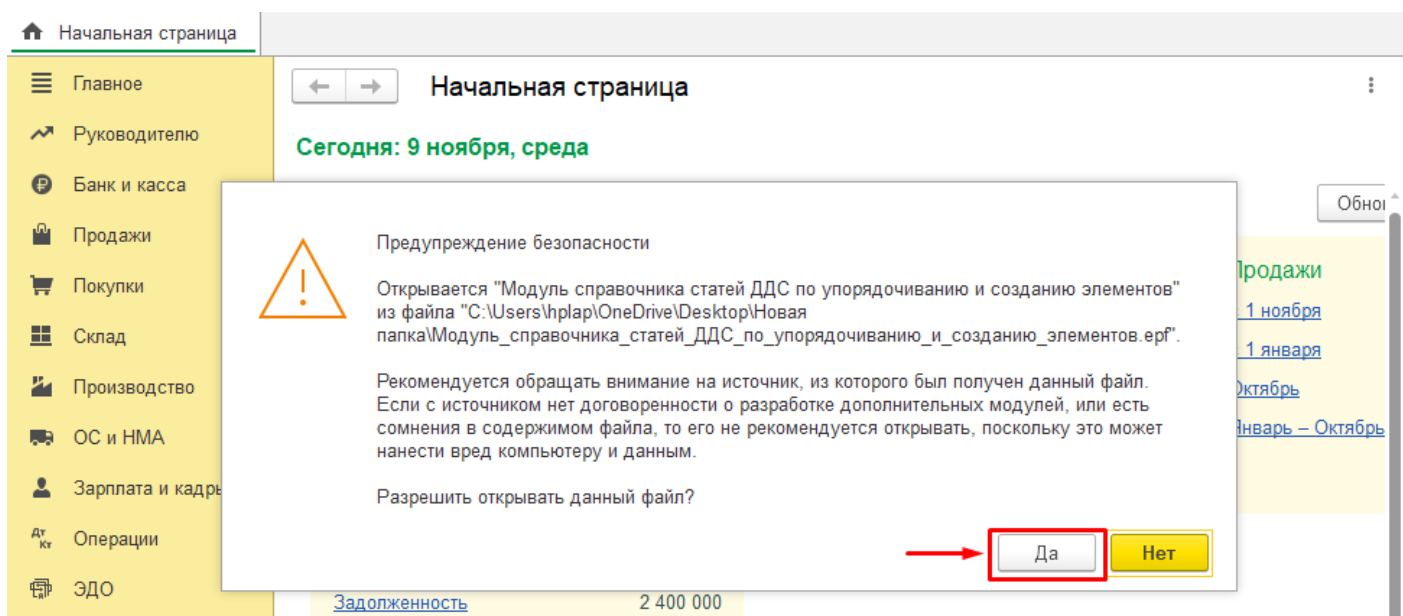 Начальная страница
Главное
Руководителю
Банк и касса
Продажи
Покупки
Склад
Производство
ОС и НМА
Зарплата и кадры
Дт Кт Операции
ЭДО
Начальная страница
Сегодня: 9 ноября, среда
Обно
Предупреждение безопасности
Открывается "Модуль справочника статей ДДС по упорядочиванию и созданию элементов"
из файла "C:\Users\hplap\OneDrive\Desktop\Новая
папка\Модуль_справочника_статей_ДДС_по_упорядочиванию_и_созданию_элементов.epf".
Рекомендуется обращать внимание на источник, из которого был получен данный файл.
Если с источником нет договоренности о разработке дополнительных модулей, или есть
сомнения в содержимом файла, то его не рекомендуется открывать, поскольку это может
нанести вред компьютеру и данным.
Разрешить открывать данный файл?
Да
Нет
Продажи
1 ноября
1 января
Октябрь
Январь – Октябрь
Задолженность 2 400 000